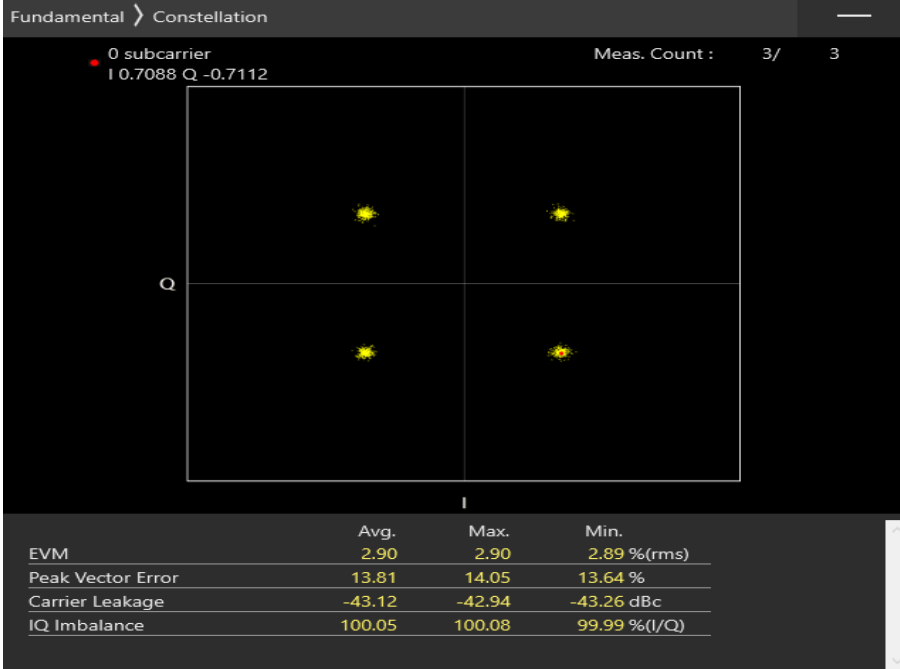 Fundamental 〉 Constellation
0 subcarrier Meas. Count : 3/ 3
I 0.7088 Q -0.7112
Q
I
Avg. Max. Min.
EVM 2.90 2.90 2.89 %(rms)
Peak Vector Error 13.81 14.05 13.64 %
Carrier Leakage -43.12 -42.94 -43.26 dBc
IQ Imbalance 100.05 100.08 99.99 %(I/Q)